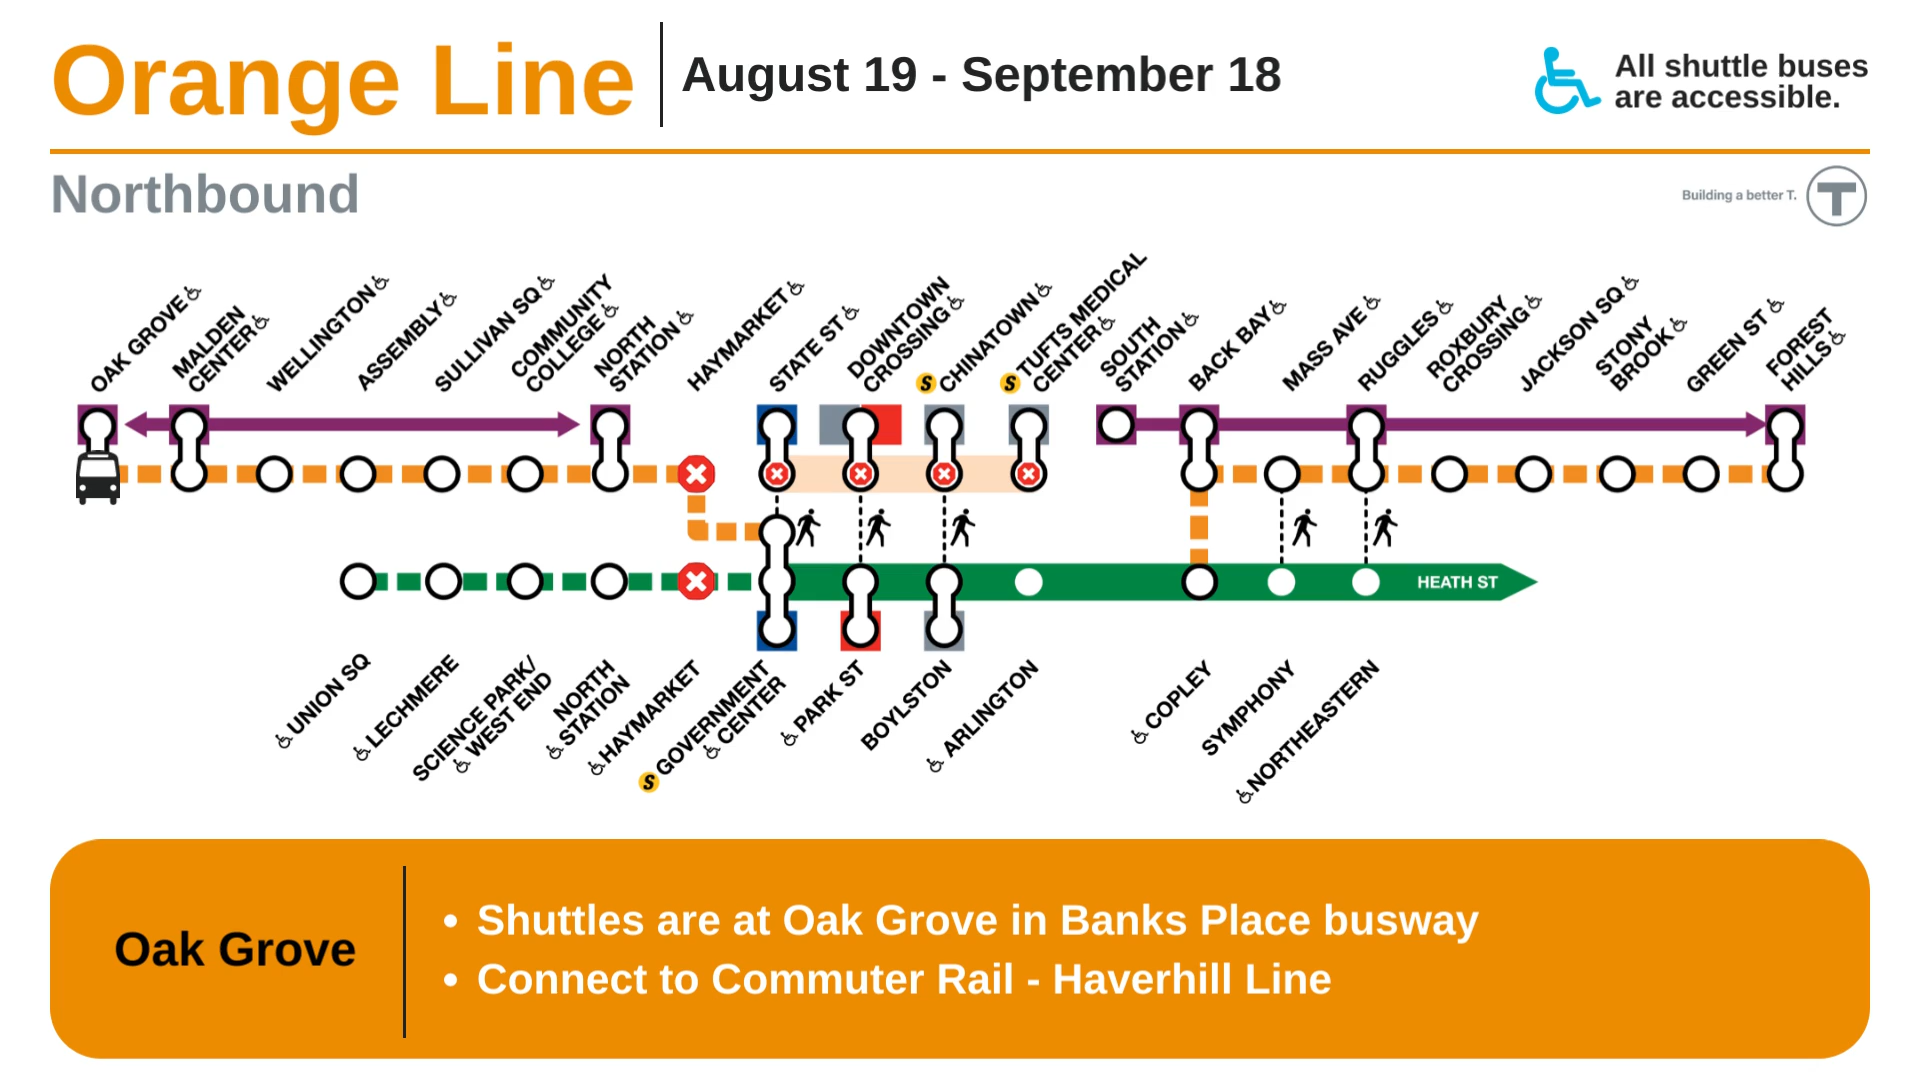 Orange Line
August 19 - September 18
All shuttle buses
are accessible.
Northbound
Building a better T.
T
OAK GROVE
MALDEN
CENTER
WELLINGTON
ASSEMBLY
SULLIVAN SQ
COMMUNITY
COLLEGE
NORTH
STATION
HAYMARKET
STATE ST
DOWNTOWN
CROSSING
S CHINATOWN
S TUFTS MEDICAL
CENTER
SOUTH
STATION
BACK BAY
MASS AVE
RUGGLES
ROXBURY
CROSSING
JACKSON SQ
STONY
BROOK
GREEN ST
FOREST
HILLS
HEATH ST
UNION SQ
LECHMERE
SCIENCE PARK/
WEST END
NORTH
STATION
HAYMARKET
S GOVERNMENT
CENTER
PARK ST
BOYLSTON
ARLINGTON
COPLEY
SYMPHONY
NORTHEASTERN
Oak Grove
• Shuttles are at Oak Grove in Banks Place busway
• Connect to Commuter Rail - Haverhill Line